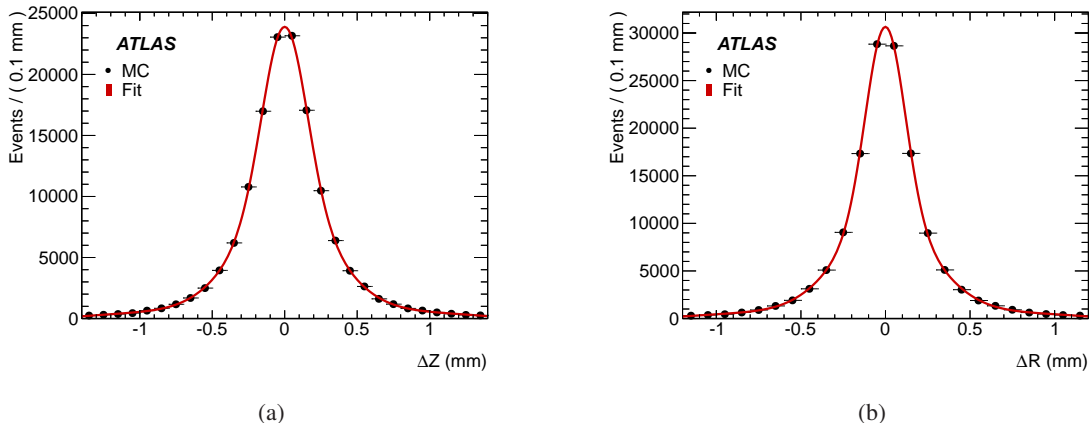 Events / ( 0.1 mm )
25000
20000
15000
10000
5000
0
ATLAS
MC
Fit
-1
-0.5
0
0.5
1
ΔZ (mm)
(a)
Events / ( 0.1 mm )
30000
25000
20000
15000
10000
5000
0
ATLAS
MC
Fit
-1
-0.5
0
0.5
1
ΔR (mm)
(b)